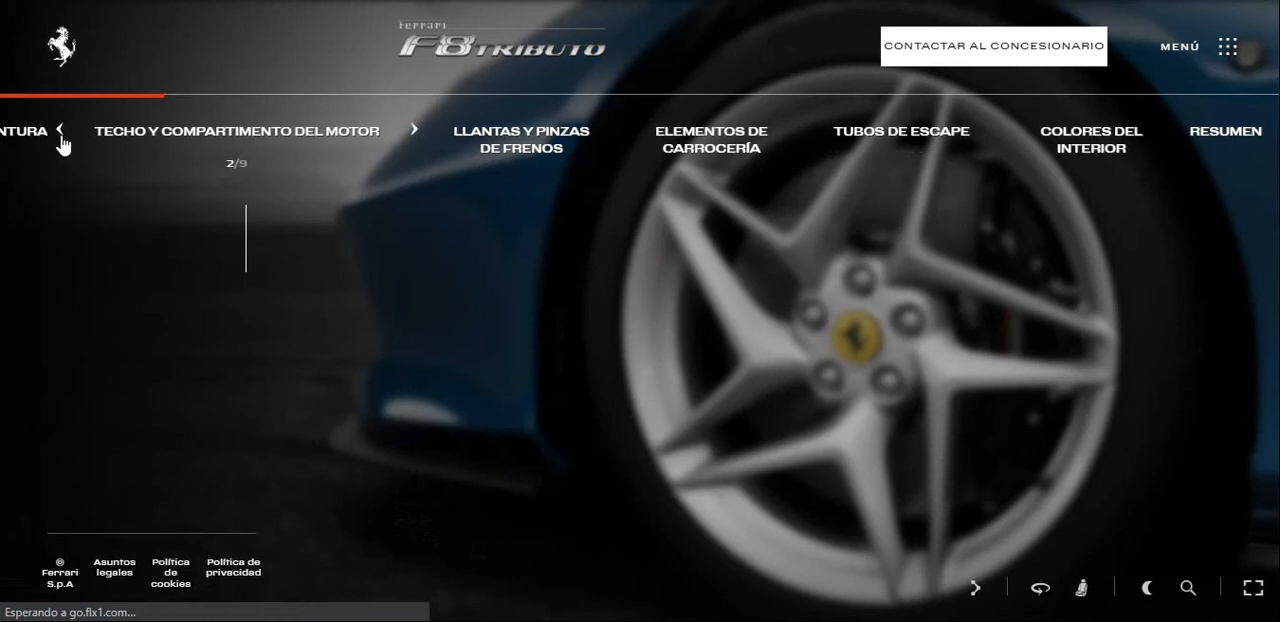 Ferrari
F8 TRIBUTO
CONTACTAR AL CONCESIONARIO
MENÚ
NTURA
TECHO Y COMPARTIMENTO DEL MOTOR
2/9
LLANTAS Y PINZAS
DE FRENOS
ELEMENTOS DE
CARROCERÍA
TUBOS DE ESCAPE
COLORES DEL
INTERIOR
RESUMEN
©
Ferrari
S.p.A
Asuntos
legales
Política
de
cookies
Política de
privacidad
Esperando a go.flx1.com...